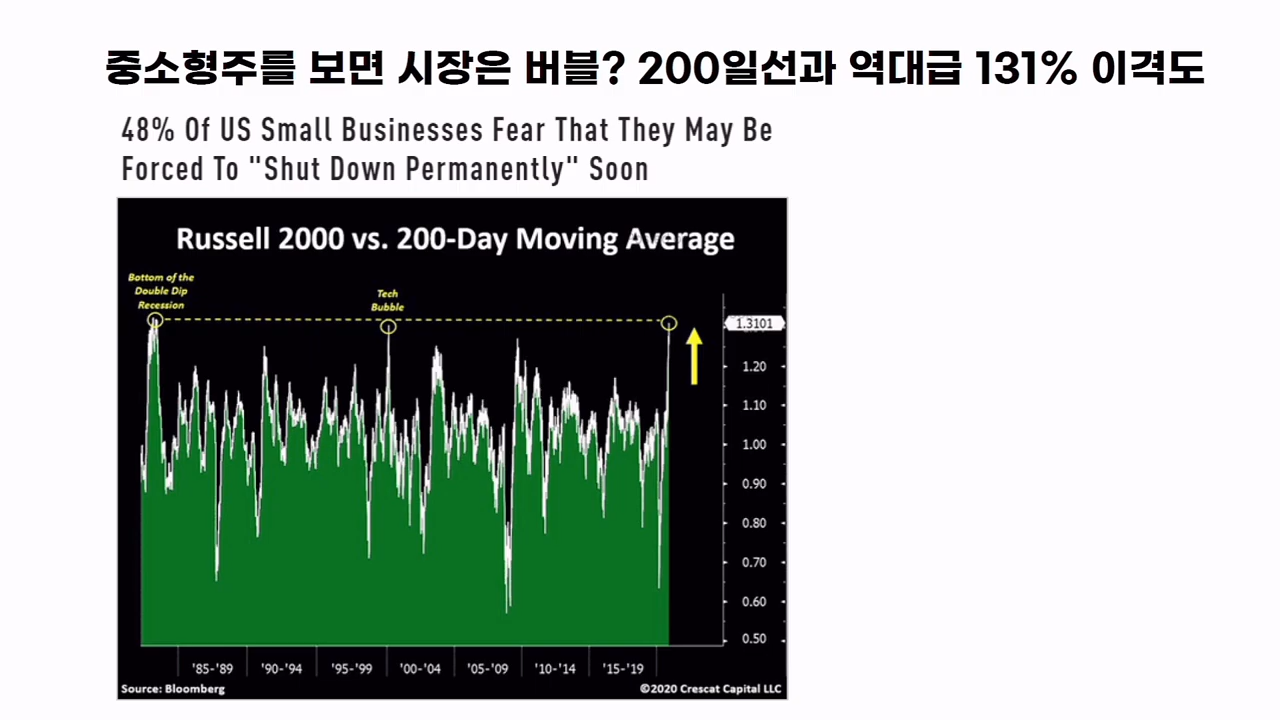 중소형주를 보면 시장은 버블? 200일선과 역대급 131% 이격도
48% Of US Small Businesses Fear That They May Be
Forced To "Shut Down Permanently" Soon
Russell 2000 vs. 200-Day Moving Average
Bottom of the
Double Dip
Recession
Tech
Bubble
1.3101
1.20
1.10
1.00
0.90
0.80
0.70
0.60
0.50
'85-'89 '90-'94 '95-'99 '00-'04 '05-'09 '10-'14 '15-'19
Source: Bloomberg ©2020 Crescat Capital LLC